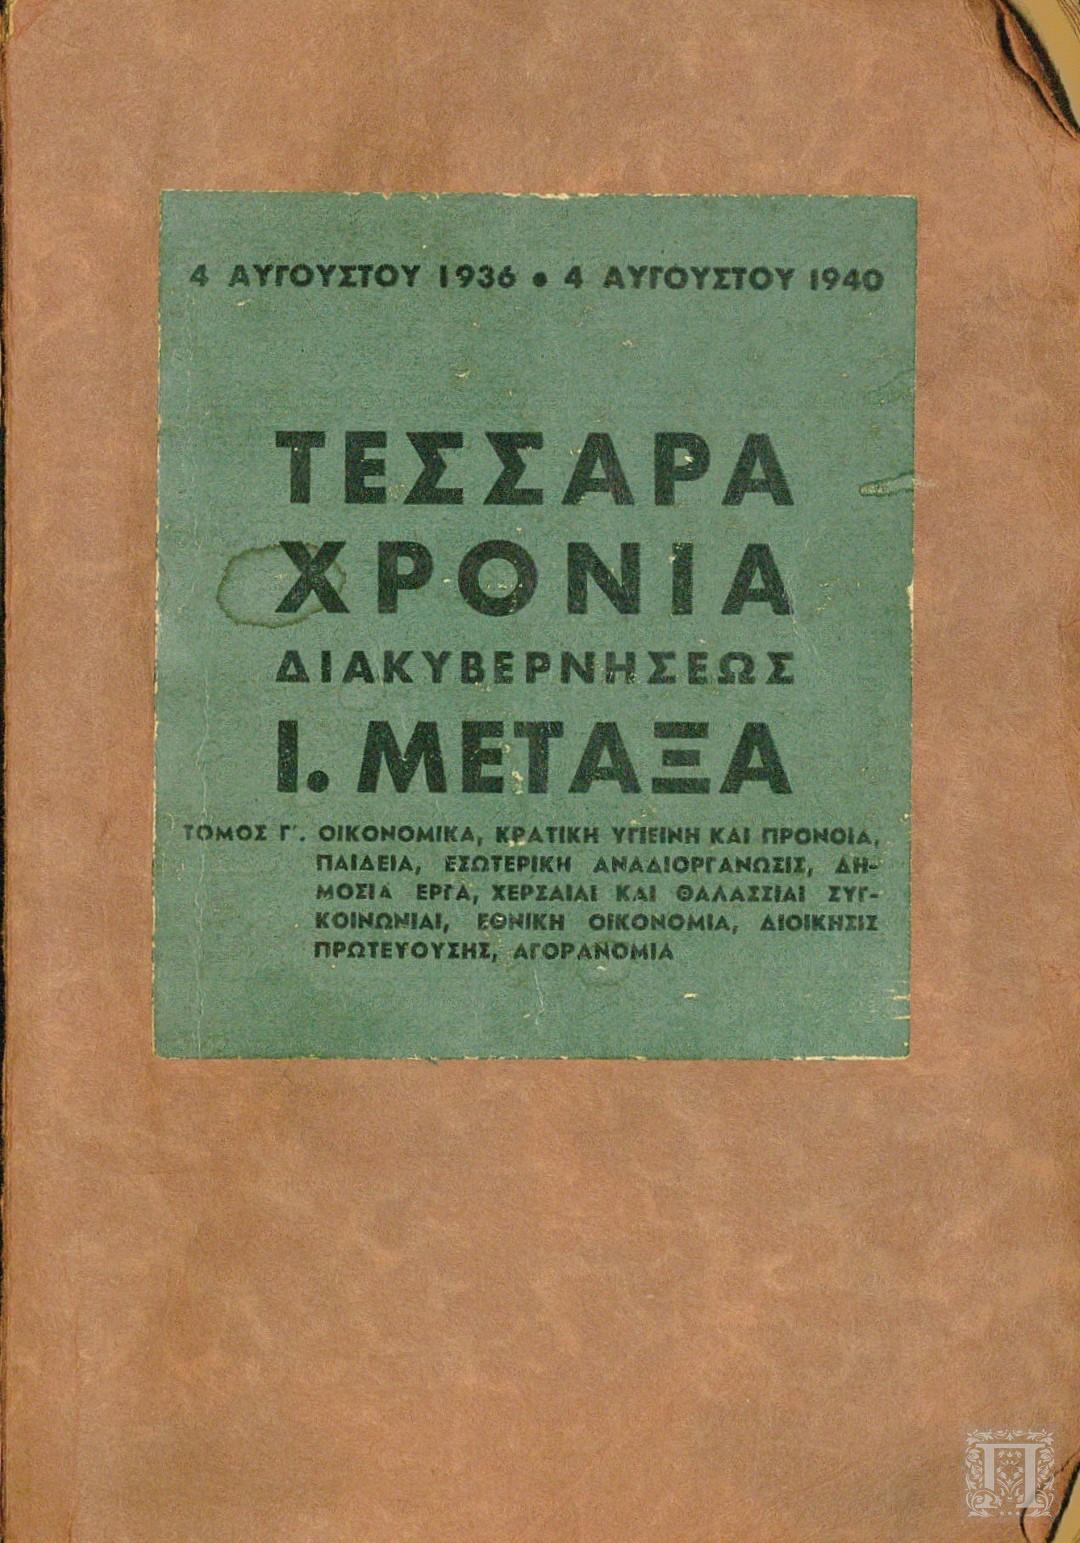 4 ΑΥΓΟΥΣΤΟΥ 1936 • 4 ΑΥΓΟΥΣΤΟΥ 1940
ΤΕΣΣΑΡΑ
ΧΡΟΝΙΑ
ΔΙΑΚΥΒΕΡΝΗΣΕΩΣ
Ι. ΜΕΤΑΞΑ
ΤΟΜΟΣ Γ΄. ΟΙΚΟΝΟΜΙΚΑ, ΚΡΑΤΙΚΗ ΥΓΙΕΙΝΗ ΚΑΙ ΠΡΟΝΟΙΑ,
ΠΑΙΔΕΙΑ, ΕΣΩΤΕΡΙΚΗ ΑΝΑΔΙΟΡΓΑΝΩΣΙΣ, ΔΗ-
ΜΟΣΙΑ ΕΡΓΑ, ΧΕΡΣΑΙΑΙ ΚΑΙ ΘΑΛΑΣΣΙΑΙ ΣΥΓ-
ΚΟΙΝΩΝΙΑΙ, ΕΘΝΙΚΗ ΟΙΚΟΝΟΜΙΑ, ΔΙΟΙΚΗΣΙΣ
ΠΡΩΤΕΥΟΥΣΗΣ, ΑΓΟΡΑΝΟΜΙΑ
Π